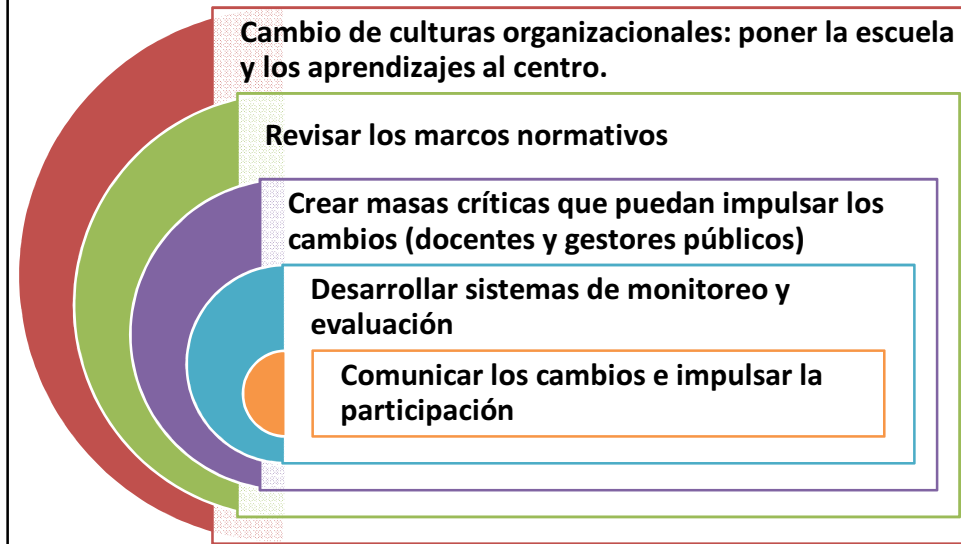 Cambio de culturas organizacionales: poner la escuela
y los aprendizajes al centro.
Revisar los marcos normativos
Crear masas críticas que puedan impulsar los
cambios (docentes y gestores públicos)
Desarrollar sistemas de monitoreo y
evaluación
Comunicar los cambios e impulsar la
participación